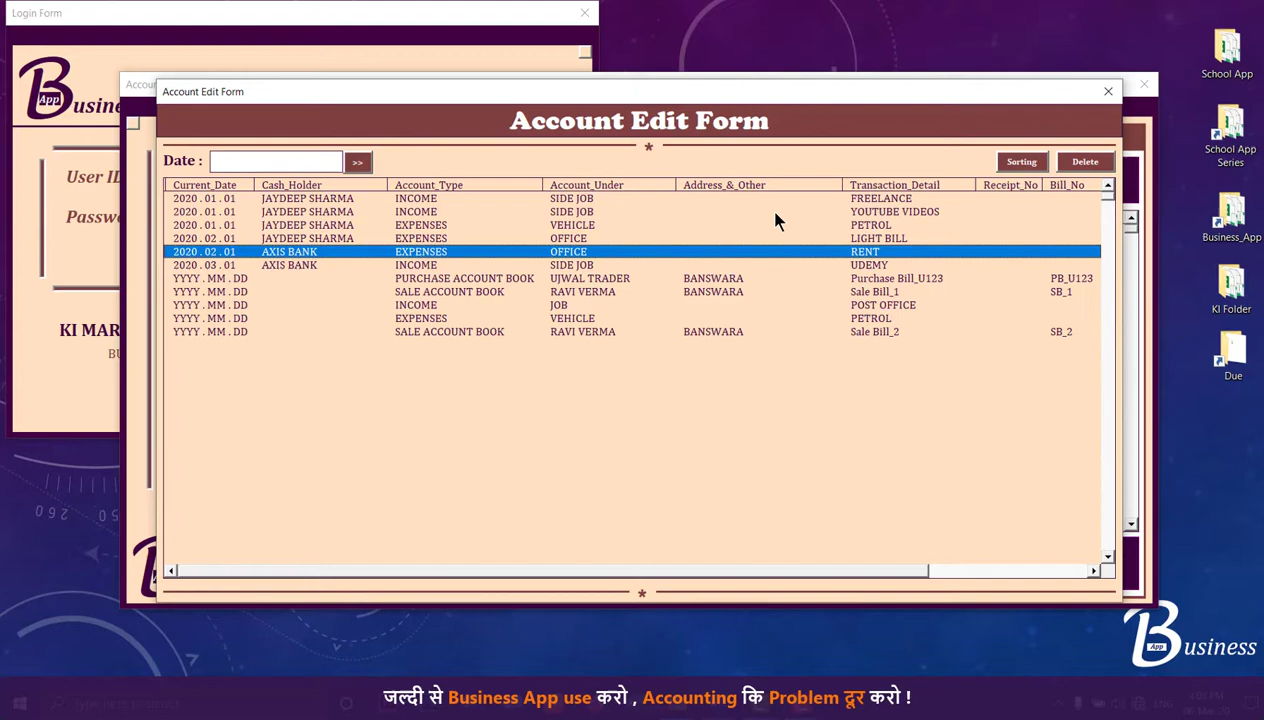 Login Form
School App
Business
App
Account Edit Form
Account Edit Form
Date : >> Sorting Delete
School App Series
Current_Date Cash_Holder Account_Type Account_Under Address_&_Other Transaction_Detail Receipt_No Bill_No
2020 . 01 . 01 JAYDEEP SHARMA INCOME SIDE JOB FREELANCE
2020 . 01 . 01 JAYDEEP SHARMA INCOME SIDE JOB YOUTUBE VIDEOS
2020 . 01 . 01 JAYDEEP SHARMA EXPENSES VEHICLE PETROL
2020 . 02 . 01 JAYDEEP SHARMA EXPENSES OFFICE LIGHT BILL
2020 . 02 . 01 AXIS BANK EXPENSES OFFICE RENT
2020 . 03 . 01 AXIS BANK INCOME SIDE JOB UDEMY
YYYY . MM . DD PURCHASE ACCOUNT BOOK UJWAL TRADER BANSWARA Purchase Bill_U123 PB_U123
YYYY . MM . DD SALE ACCOUNT BOOK RAVI VERMA BANSWARA Sale Bill_1 SB_1
YYYY . MM . DD INCOME JOB POST OFFICE
YYYY . MM . DD EXPENSES VEHICLE PETROL
YYYY . MM . DD SALE ACCOUNT BOOK RAVI VERMA BANSWARA Sale Bill_2 SB_2
User ID
KI MAR
Business_App
KI Folder
Due
260
Business
App
जल्दी से Business App use करो , Accounting कि Problem दूर करो !